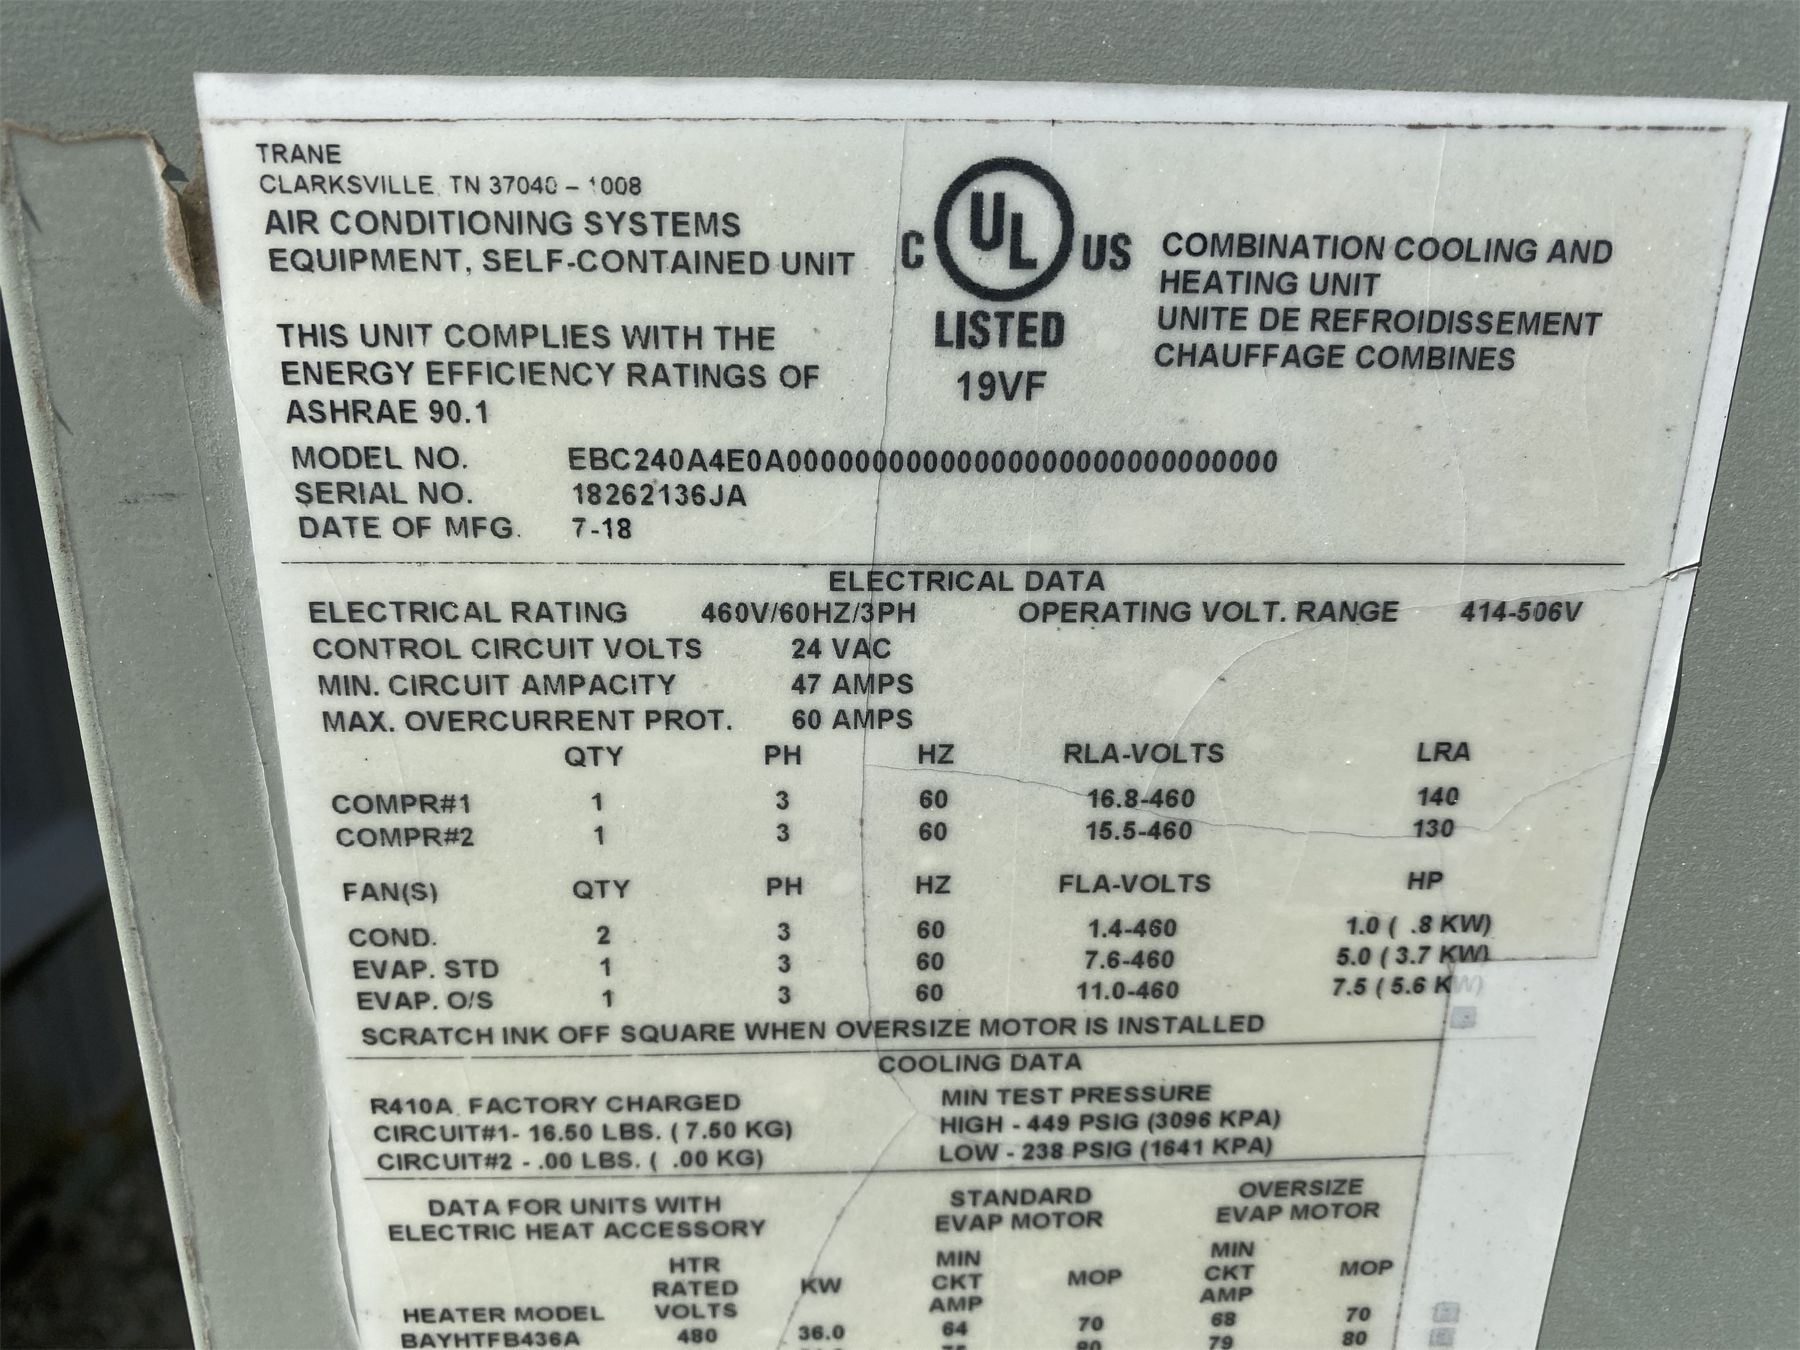 TRANE
CLARKSVILLE, TN 37040 – 1008
AIR CONDITIONING SYSTEMS
EQUIPMENT, SELF-CONTAINED UNIT
THIS UNIT COMPLIES WITH THE
ENERGY EFFICIENCY RATINGS OF
ASHRAE 90.1
C UL US
LISTED
19VF
COMBINATION COOLING AND
HEATING UNIT
UNITE DE REFROIDISSEMENT
CHAUFFAGE COMBINES
MODEL NO. EBC240A4E0A0000000000000000000000000000
SERIAL NO. 18262136JA
DATE OF MFG. 7-18
ELECTRICAL DATA
ELECTRICAL RATING 460V/60HZ/3PH OPERATING VOLT. RANGE 414-506V
CONTROL CIRCUIT VOLTS 24 VAC
MIN. CIRCUIT AMPACITY 47 AMPS
MAX. OVERCURRENT PROT. 60 AMPS
QTY PH HZ RLA-VOLTS LRA
COMPR#1 1 3 60 16.8-460 140
COMPR#2 1 3 60 15.5-460 130
FAN(S) QTY PH HZ FLA-VOLTS HP
COND. 2 3 60 1.4-460 1.0 ( .8 KW)
EVAP. STD 1 3 60 7.6-460 5.0 ( 3.7 KW)
EVAP. O/S 1 3 60 11.0-460 7.5 ( 5.6 KW)
SCRATCH INK OFF SQUARE WHEN OVERSIZE MOTOR IS INSTALLED
COOLING DATA
R410A FACTORY CHARGED MIN TEST PRESSURE
CIRCUIT#1- 16.50 LBS. ( 7.50 KG) HIGH - 449 PSIG (3096 KPA)
CIRCUIT#2 - .00 LBS. ( .00 KG) LOW - 238 PSIG (1641 KPA)
DATA FOR UNITS WITH STANDARD OVERSIZE
ELECTRIC HEAT ACCESSORY EVAP MOTOR EVAP MOTOR
HTR MIN MIN
RATED KW CKT MOP CKT MOP
HEATER MODEL VOLTS AMP AMP
BAYHTFB436A 480 36.0 64 70 68 70
80 79 80